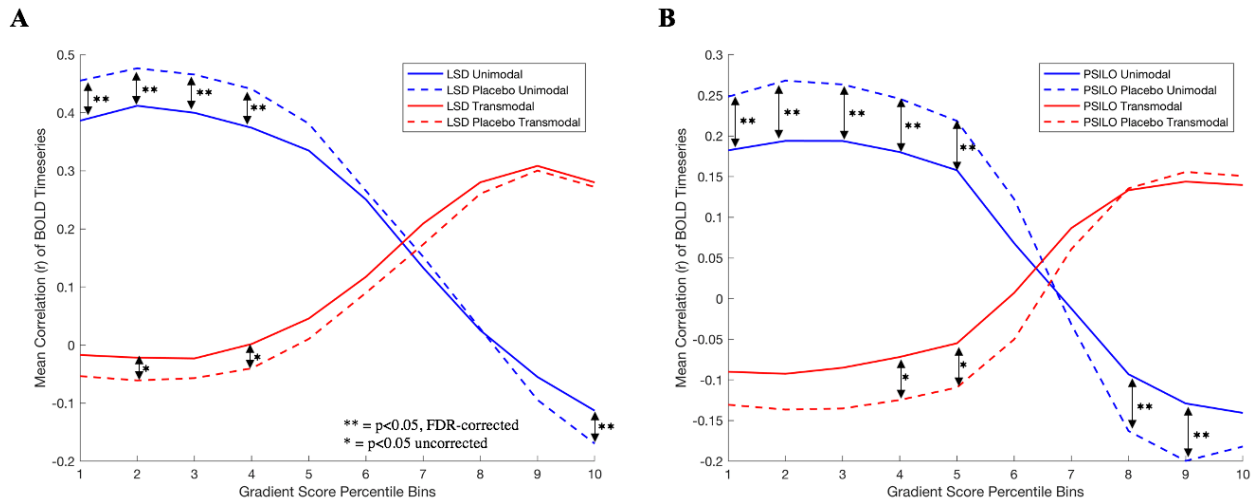 A
B
0.5
0.4
0.3
0.2
0.1
0
-0.1
-0.2
Mean Correlation (r) of BOLD Timeseries
LSD Unimodal
LSD Placebo Unimodal
LSD Transmodal
LSD Placebo Transmodal
**
**
**
**
*
*
**
** = p<0.05, FDR-corrected
* = p<0.05 uncorrected
1 2 3 4 5 6 7 8 9 10
Gradient Score Percentile Bins
0.3
0.25
0.2
0.15
0.1
0.05
0
-0.05
-0.1
-0.15
-0.2
Mean Correlation (r) of BOLD Timeseries
PSILO Unimodal
PSILO Placebo Unimodal
PSILO Transmodal
PSILO Placebo Transmodal
**
**
**
**
**
*
*
**
**
1 2 3 4 5 6 7 8 9 10
Gradient Score Percentile Bins